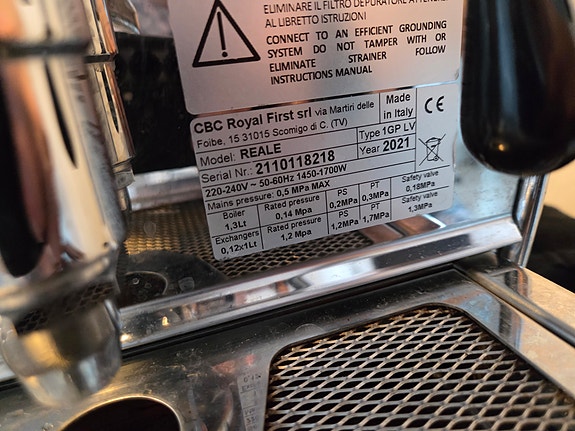 ELIMINARE IL FILTRO DEPURATORE ATTENERSI
AL LIBRETTO ISTRUZIONI
CONNECT TO AN EFFICIENT GROUNDING
SYSTEM DO NOT TAMPER WITH OR
ELIMINATE STRAINER FOLLOW
INSTRUCTIONS MANUAL
CBC Royal First srl via Martiri delle
Foibe, 15 31015 Scomigo di C. (TV)
Made in Italy
CE
Model: REALE
Type 1GP LV
Serial Nr.: 2110118218
Year 2021
220-240V ~ 50-60Hz 1450-1700W
Mains pressure: 0,5 MPA MAX
Boiler 1,3Lt
Rated pressure 0,14 Mpa
PS 0,2MPa
PT 0,3MPa
Safety valve 0,18MPa
Exchangers 0,12x1Lt
Rated pressure 1,2 Mpa
PS 1,2MPa
PT 1,7MPa
Safety valve 1,3MPa